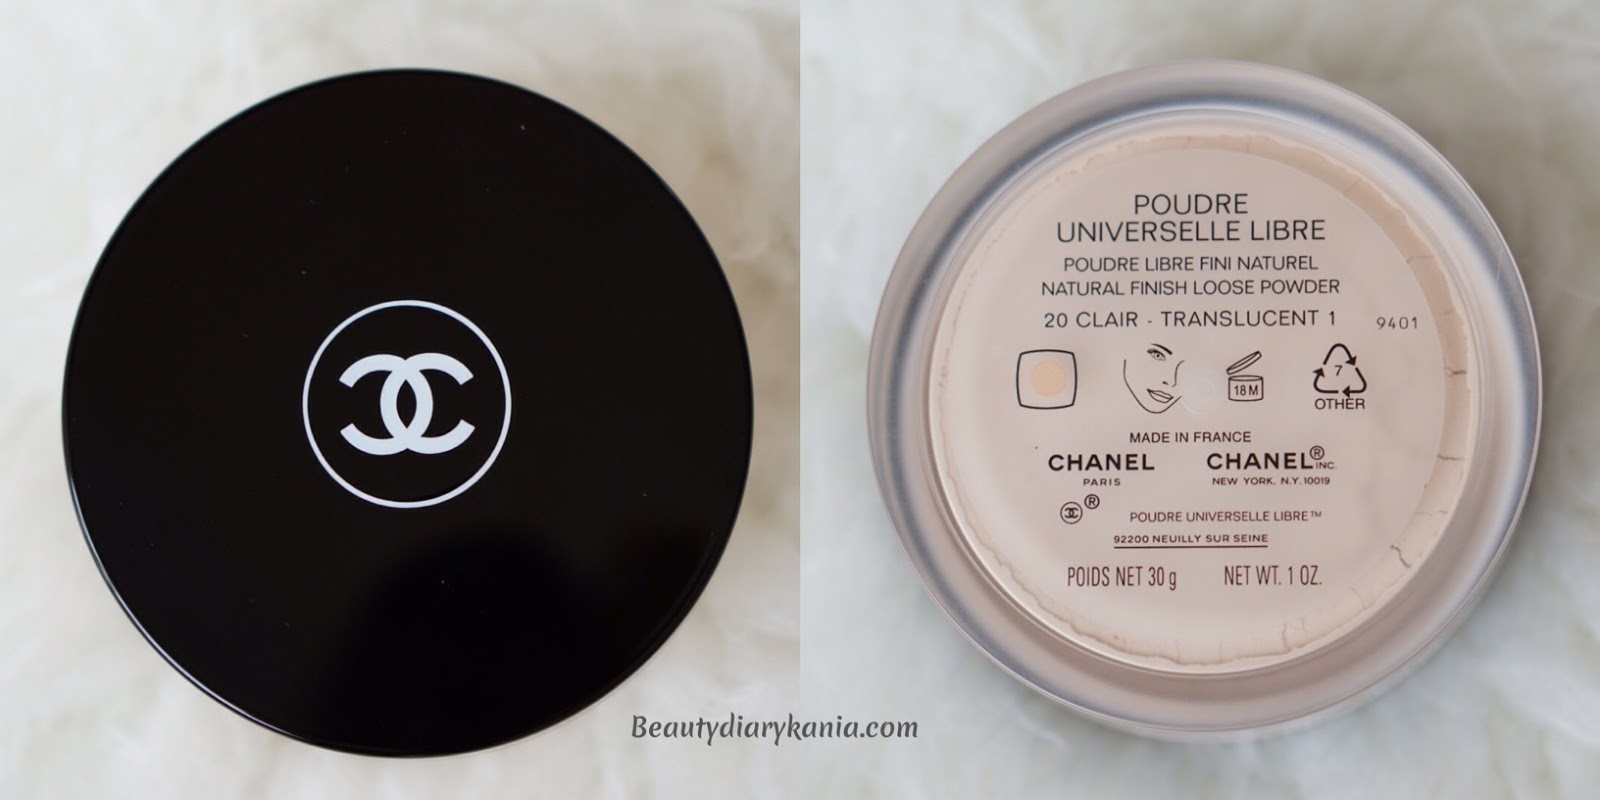 POUDRE
UNIVERSELLE LIBRE
POUDRE LIBRE FINI NATUREL
NATURAL FINISH LOOSE POWDER
20 CLAIR - TRANSLUCENT 1
9401
18 M
7
OTHER
MADE IN FRANCE
CHANEL CHANEL®INC.
PARIS NEW YORK, N.Y. 10019
® POUDRE UNIVERSELLE LIBRE™
92200 NEUILLY SUR SEINE
POIDS NET 30 g NET WT. 1 OZ.
Beautydiarykania.com